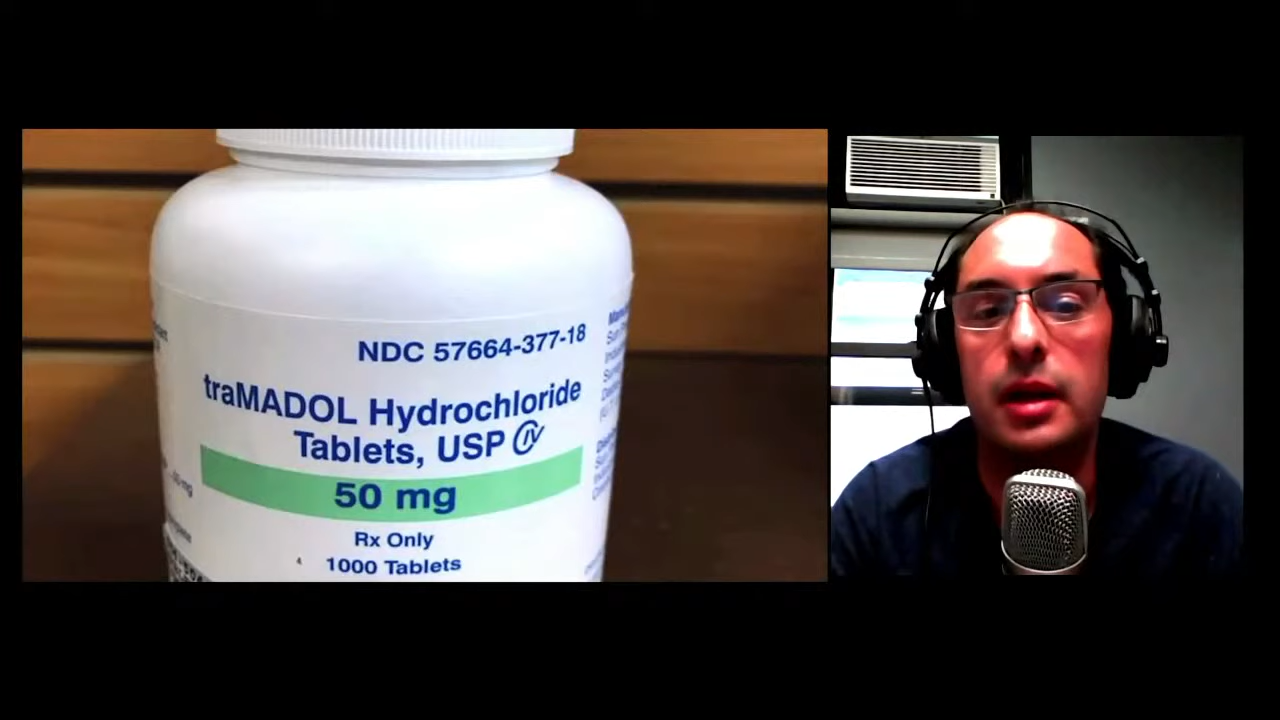 NDC 57664-377-18
traMADOL Hydrochloride
Tablets, USP CIV
50 mg
Rx Only
1000 Tablets